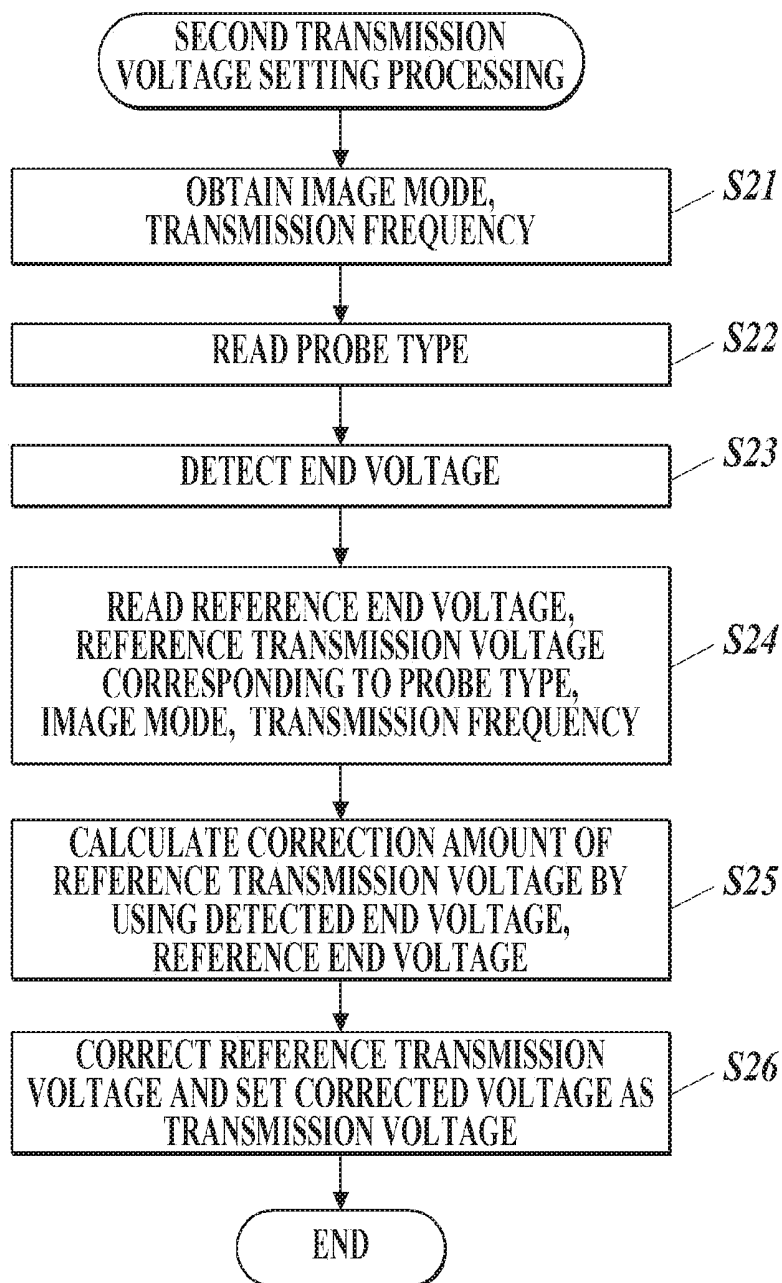 SECOND TRANSMISSION
VOLTAGE SETTING PROCESSING
OBTAIN IMAGE MODE,
TRANSMISSION FREQUENCY
S21
READ PROBE TYPE
S22
DETECT END VOLTAGE
S23
READ REFERENCE END VOLTAGE,
REFERENCE TRANSMISSION VOLTAGE
CORRESPONDING TO PROBE TYPE,
IMAGE MODE, TRANSMISSION FREQUENCY
S24
CALCULATE CORRECTION AMOUNT OF
REFERENCE TRANSMISSION VOLTAGE BY
USING DETECTED END VOLTAGE,
REFERENCE END VOLTAGE
S25
CORRECT REFERENCE TRANSMISSION
VOLTAGE AND SET CORRECTED VOLTAGE AS
TRANSMISSION VOLTAGE
S26
END